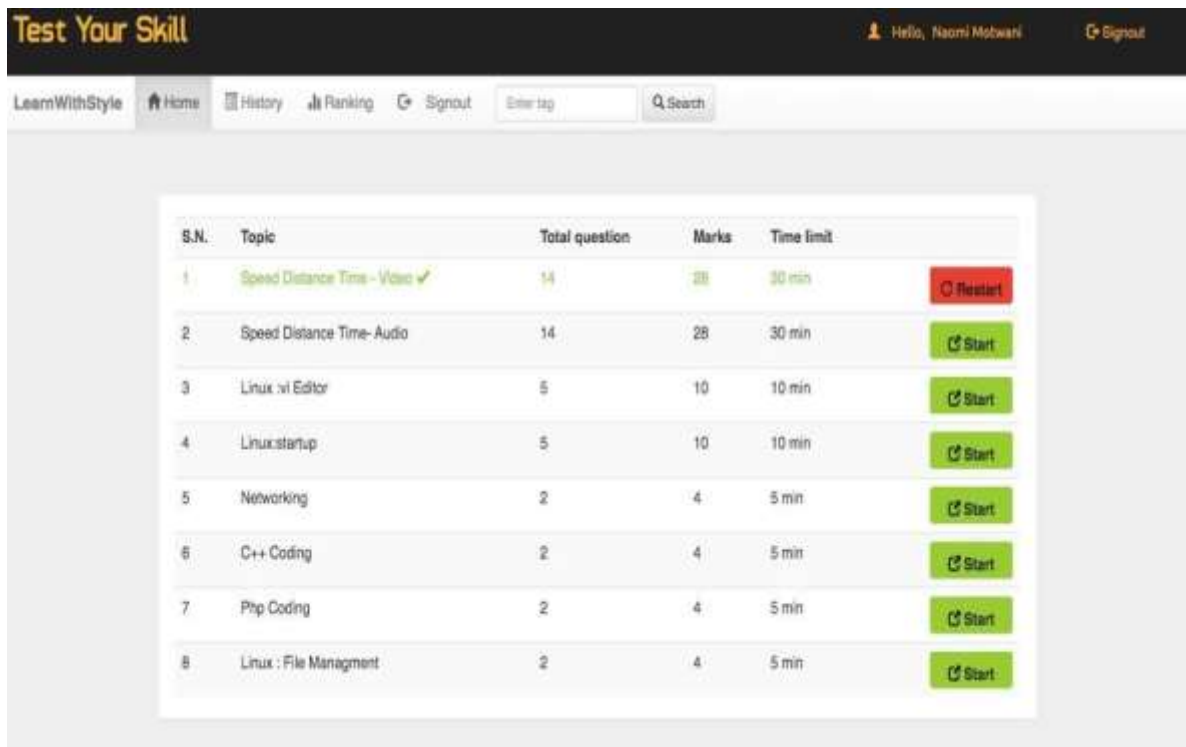 Test Your Skill Hello, Naomi Motwani Signout
LearnWithStyle Home History Ranking Signout Enter tag Search
S.N. Topic Total question Marks Time limit
1 Speed Distance Time - Video ✔ 14 28 30 min Restart
2 Speed Distance Time- Audio 14 28 30 min Start
3 Linux :vi Editor 5 10 10 min Start
4 Linux:startup 5 10 10 min Start
5 Networking 2 4 5 min Start
6 C++ Coding 2 4 5 min Start
7 Php Coding 2 4 5 min Start
8 Linux : File Managment 2 4 5 min Start